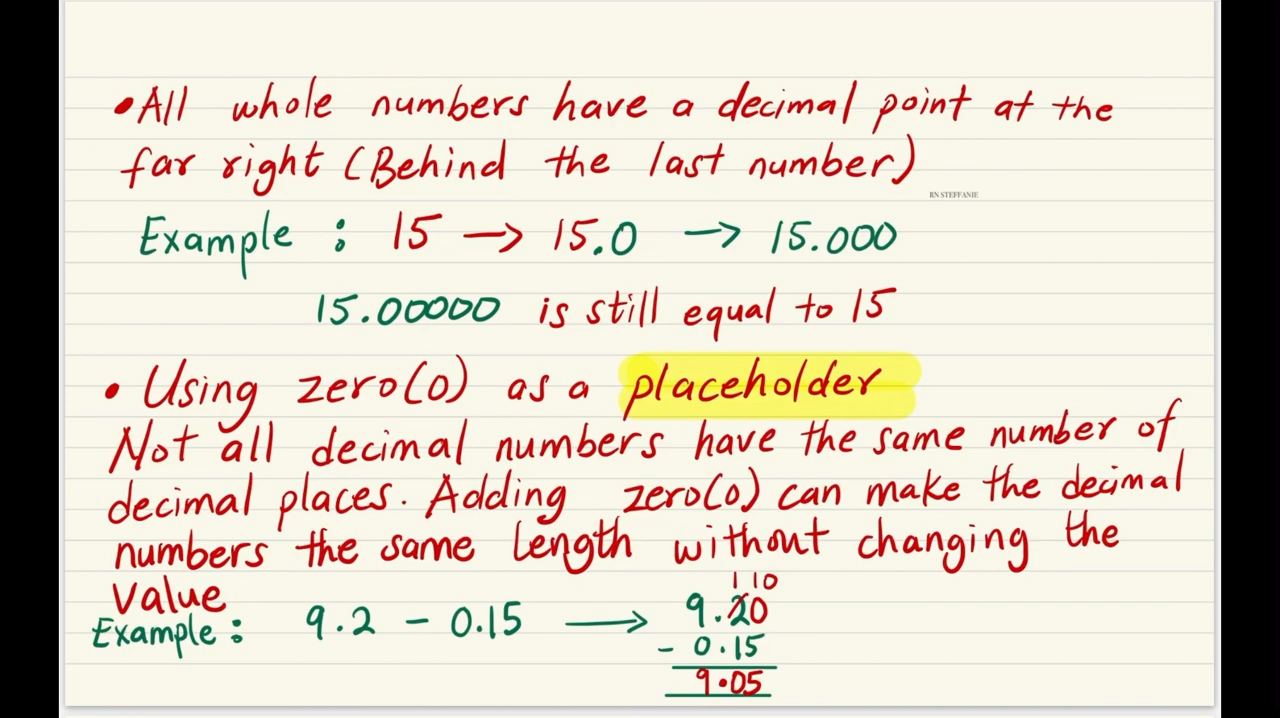 •All whole numbers have a decimal point at the
far right (Behind the last number)
RN STEFFANIE
Example : 15 → 15.0 → 15.000
15.00000 is still equal to 15
• Using zero(0) as a placeholder
Not all decimal numbers have the same number of
decimal places. Adding zero(0) can make the decimal
numbers the same length without changing the
value
1 10
Example: 9.2 - 0.15 → 9.20
- 0.15
9.05